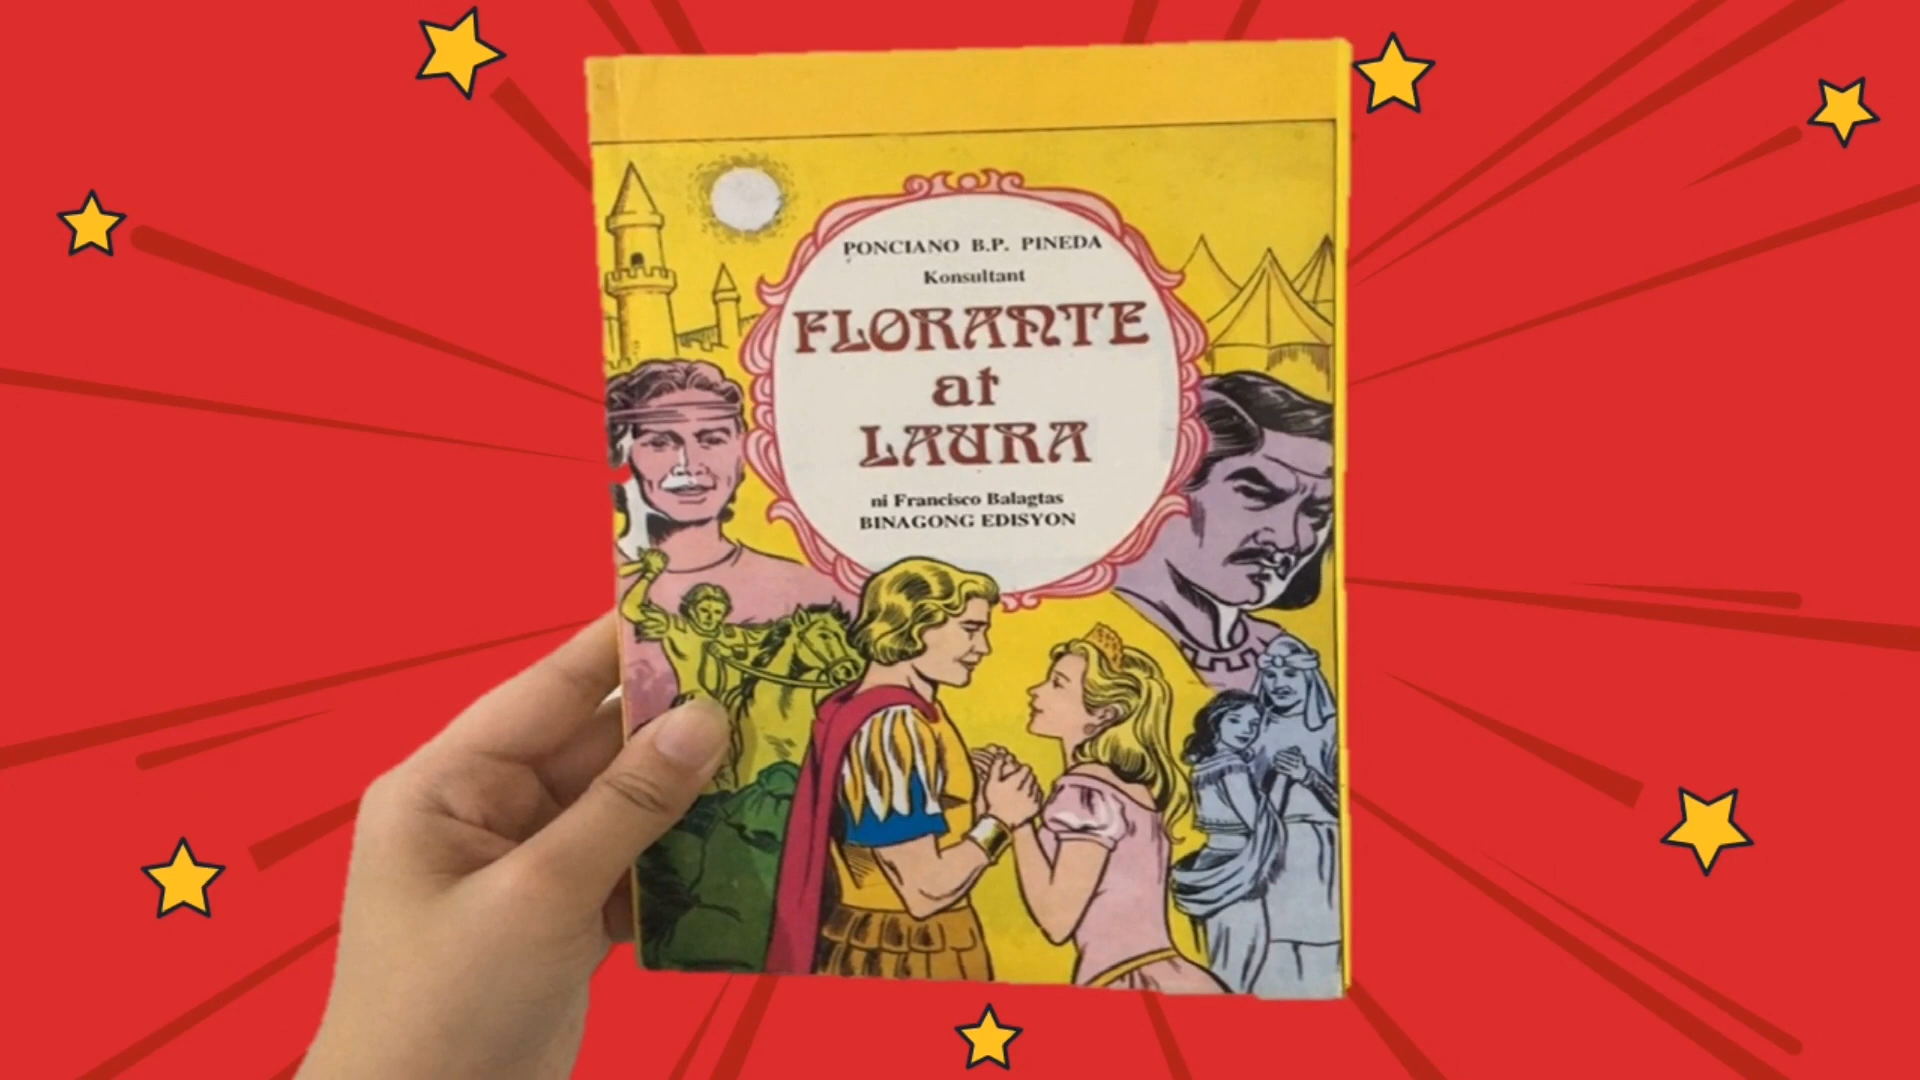 PONCIANO B.P. PINEDA
Konsultant
FLORANTE
at
LAURA
ni Francisco Balagtas
BINAGONG EDISYON